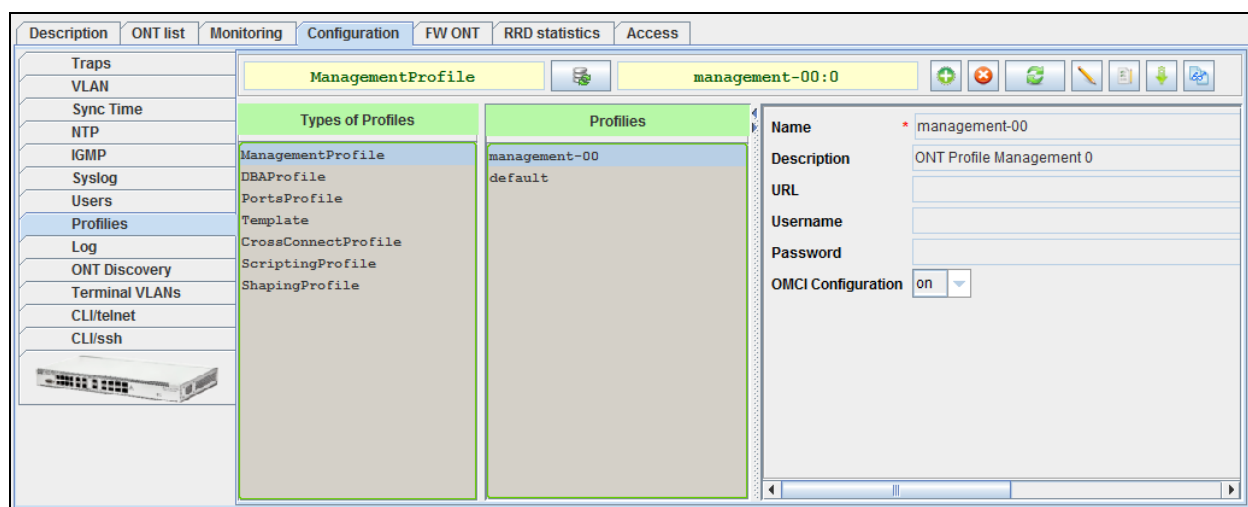 Description ONT list Monitoring Configuration FW ONT RRD statistics Access
Traps
VLAN
Sync Time
NTP
IGMP
Syslog
Users
Profilies
Log
ONT Discovery
Terminal VLANs
CLI/telnet
CLI/ssh
ManagementProfile management-00:0
Types of Profiles
ManagementProfile
DBAProfile
PortsProfile
Template
CrossConnectProfile
ScriptingProfile
ShapingProfile
Profilies
management-00
default
Name * management-00
Description ONT Profile Management 0
URL
Username
Password
OMCI Configuration on